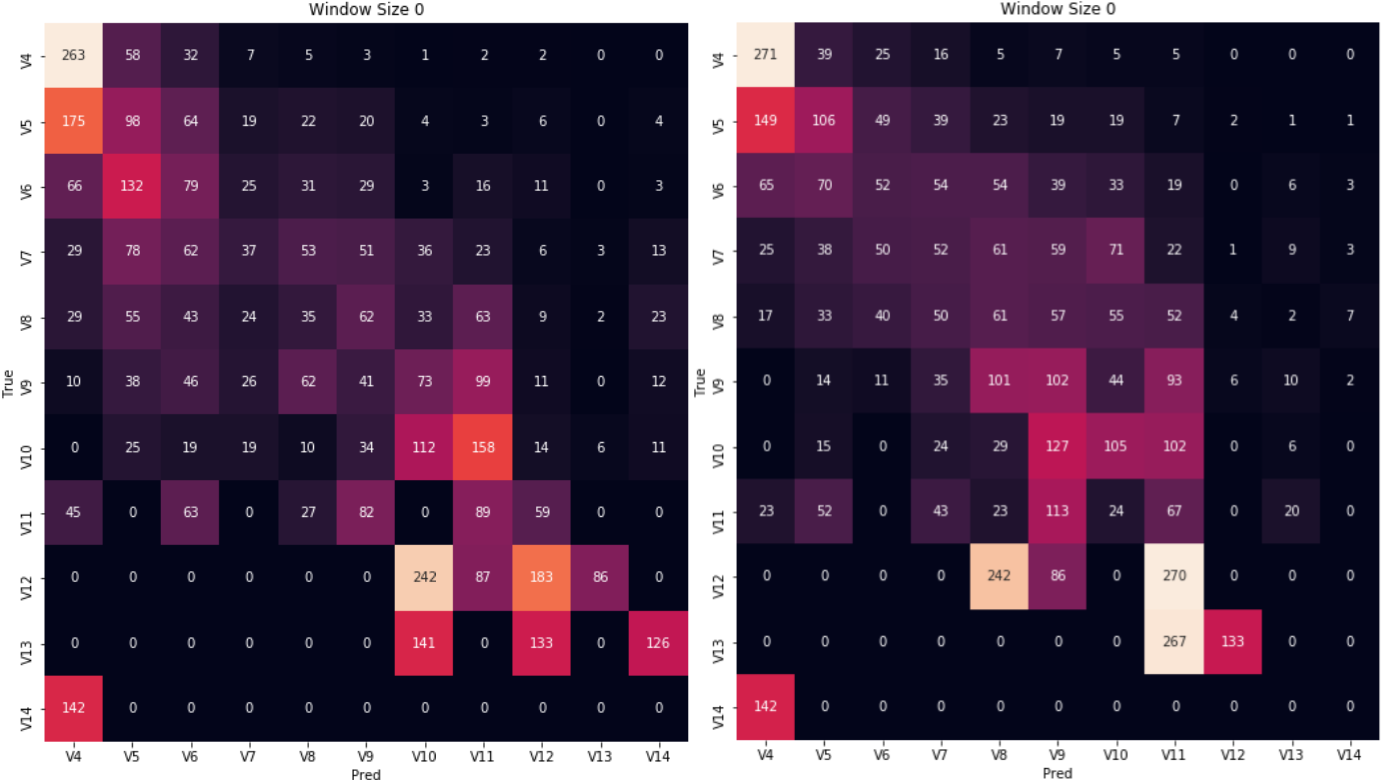 Window Size 0
V4 263 58 32 7 5 3 1 2 2 0 0
V5 175 98 64 19 22 20 4 3 6 0 4
V6 66 132 79 25 31 29 3 16 11 0 3
V7 29 78 62 37 53 51 36 23 6 3 13
V8 29 55 43 24 35 62 33 63 9 2 23
True
V9 10 38 46 26 62 41 73 99 11 0 12
V10 0 25 19 19 10 34 112 158 14 6 11
V11 45 0 63 0 27 82 0 89 59 0 0
V12 0 0 0 0 0 0 242 87 183 86 0
V13 0 0 0 0 0 0 141 0 133 0 126
V14 142 0 0 0 0 0 0 0 0 0 0
V4 V5 V6 V7 V8 V9 V10 V11 V12 V13 V14
Pred
Window Size 0
V4 271 39 25 16 5 7 5 5 0 0 0
V5 149 106 49 39 23 19 19 7 2 1 1
V6 65 70 52 54 54 39 33 19 0 6 3
V7 25 38 50 52 61 59 71 22 1 9 3
V8 17 33 40 50 61 57 55 52 4 2 7
True
V9 0 14 11 35 101 102 44 93 6 10 2
V10 0 15 0 24 29 127 105 102 0 6 0
V11 23 52 0 43 23 113 24 67 0 20 0
V12 0 0 0 0 242 86 0 270 0 0 0
V13 0 0 0 0 0 0 0 267 133 0 0
V14 142 0 0 0 0 0 0 0 0 0 0
V4 V5 V6 V7 V8 V9 V10 V11 V12 V13 V14
Pred